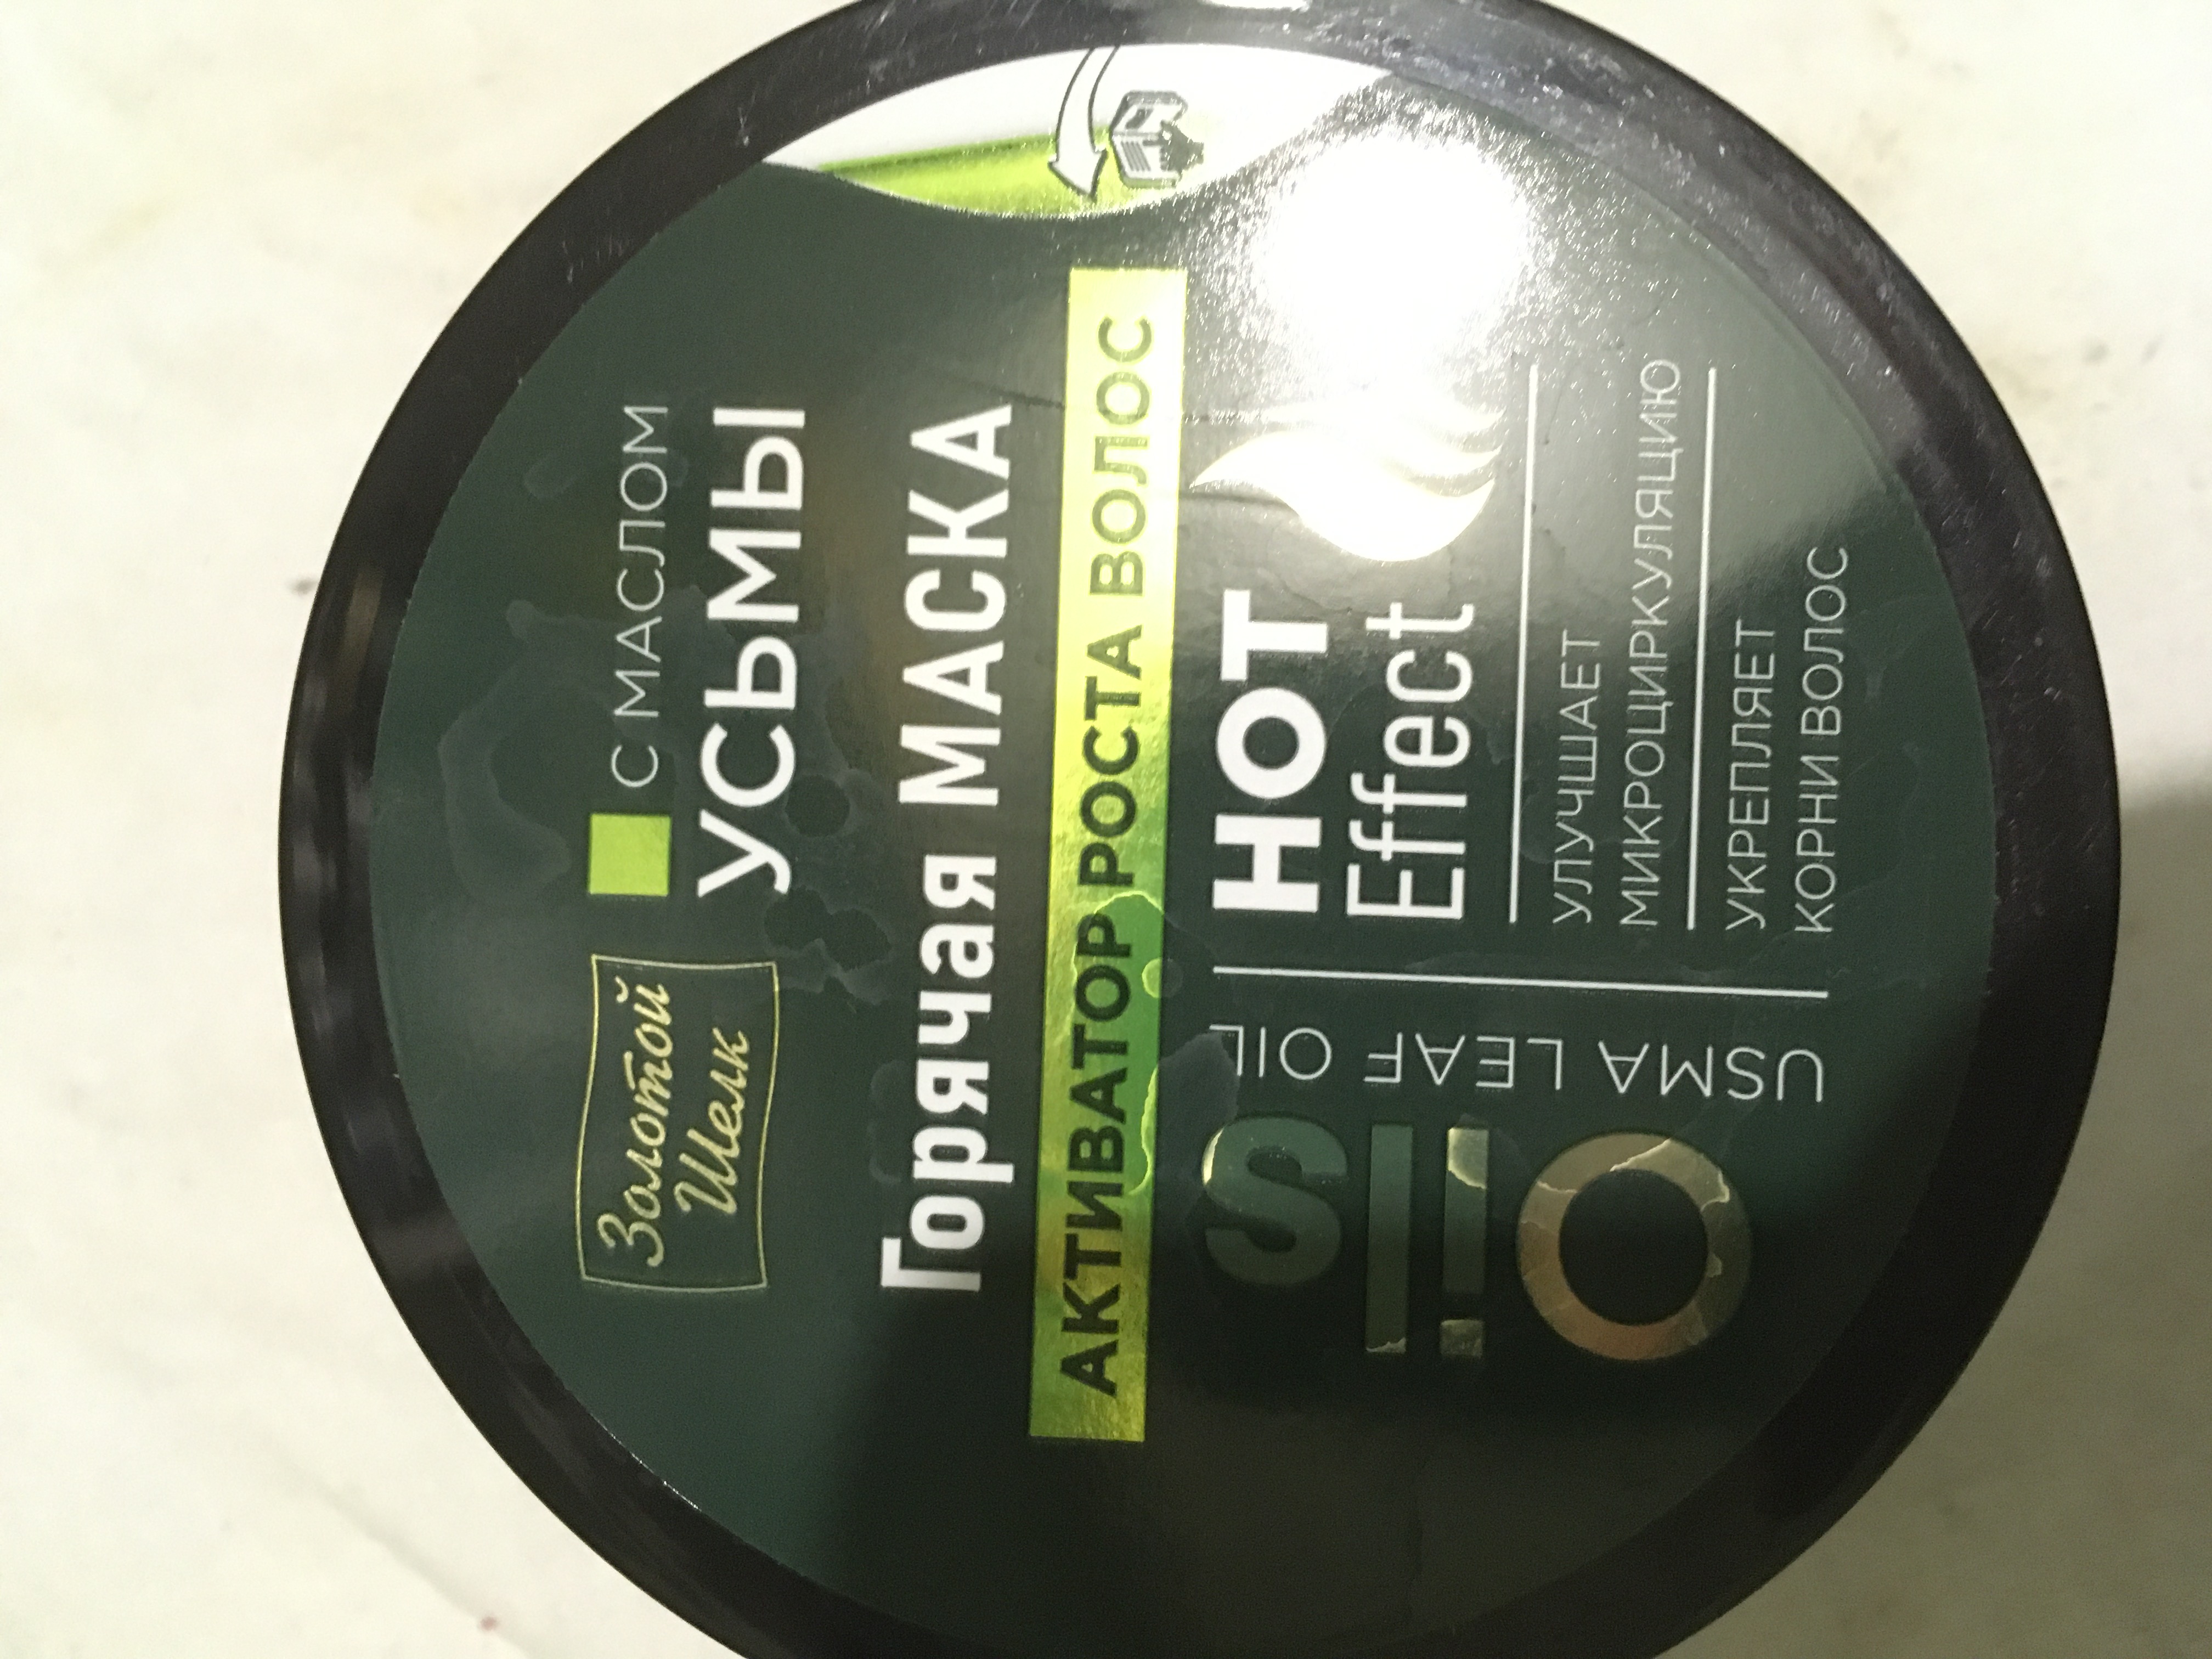 Золотой
Шелк
С МАСЛОМ
УСЬМЫ
Горячая МАСКА
АКТИВАТОР РОСТА ВОЛОС
Oils
USMA LEAF OIL
HOT
Effect
УЛУЧШАЕТ
МИКРОЦИРКУЛЯЦИЮ
УКРЕПЛЯЕТ
КОРНИ ВОЛОС